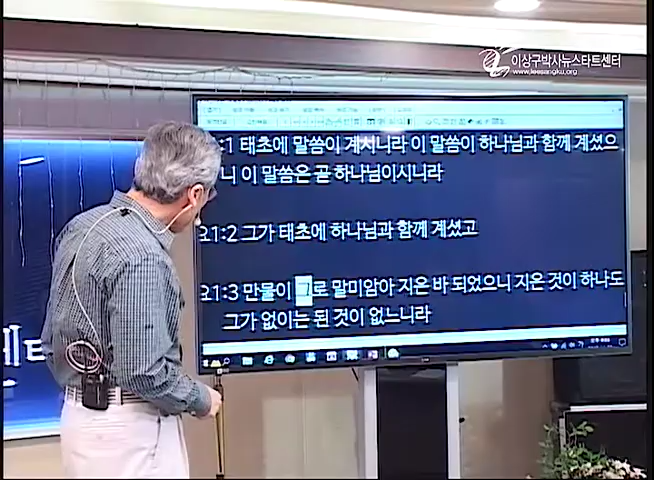 이상구박사뉴스타트센터
www.leesangku.org
요1:1 태초에 말씀이 계시니라 이 말씀이 하나님과 함께 계셨으
니 이 말씀은 곧 하나님이시니라
요1:2 그가 태초에 하나님과 함께 계셨고
요1:3 만물이 그로 말미암아 지은 바 되었으니 지은 것이 하나도
그가 없이는 된 것이 없느니라